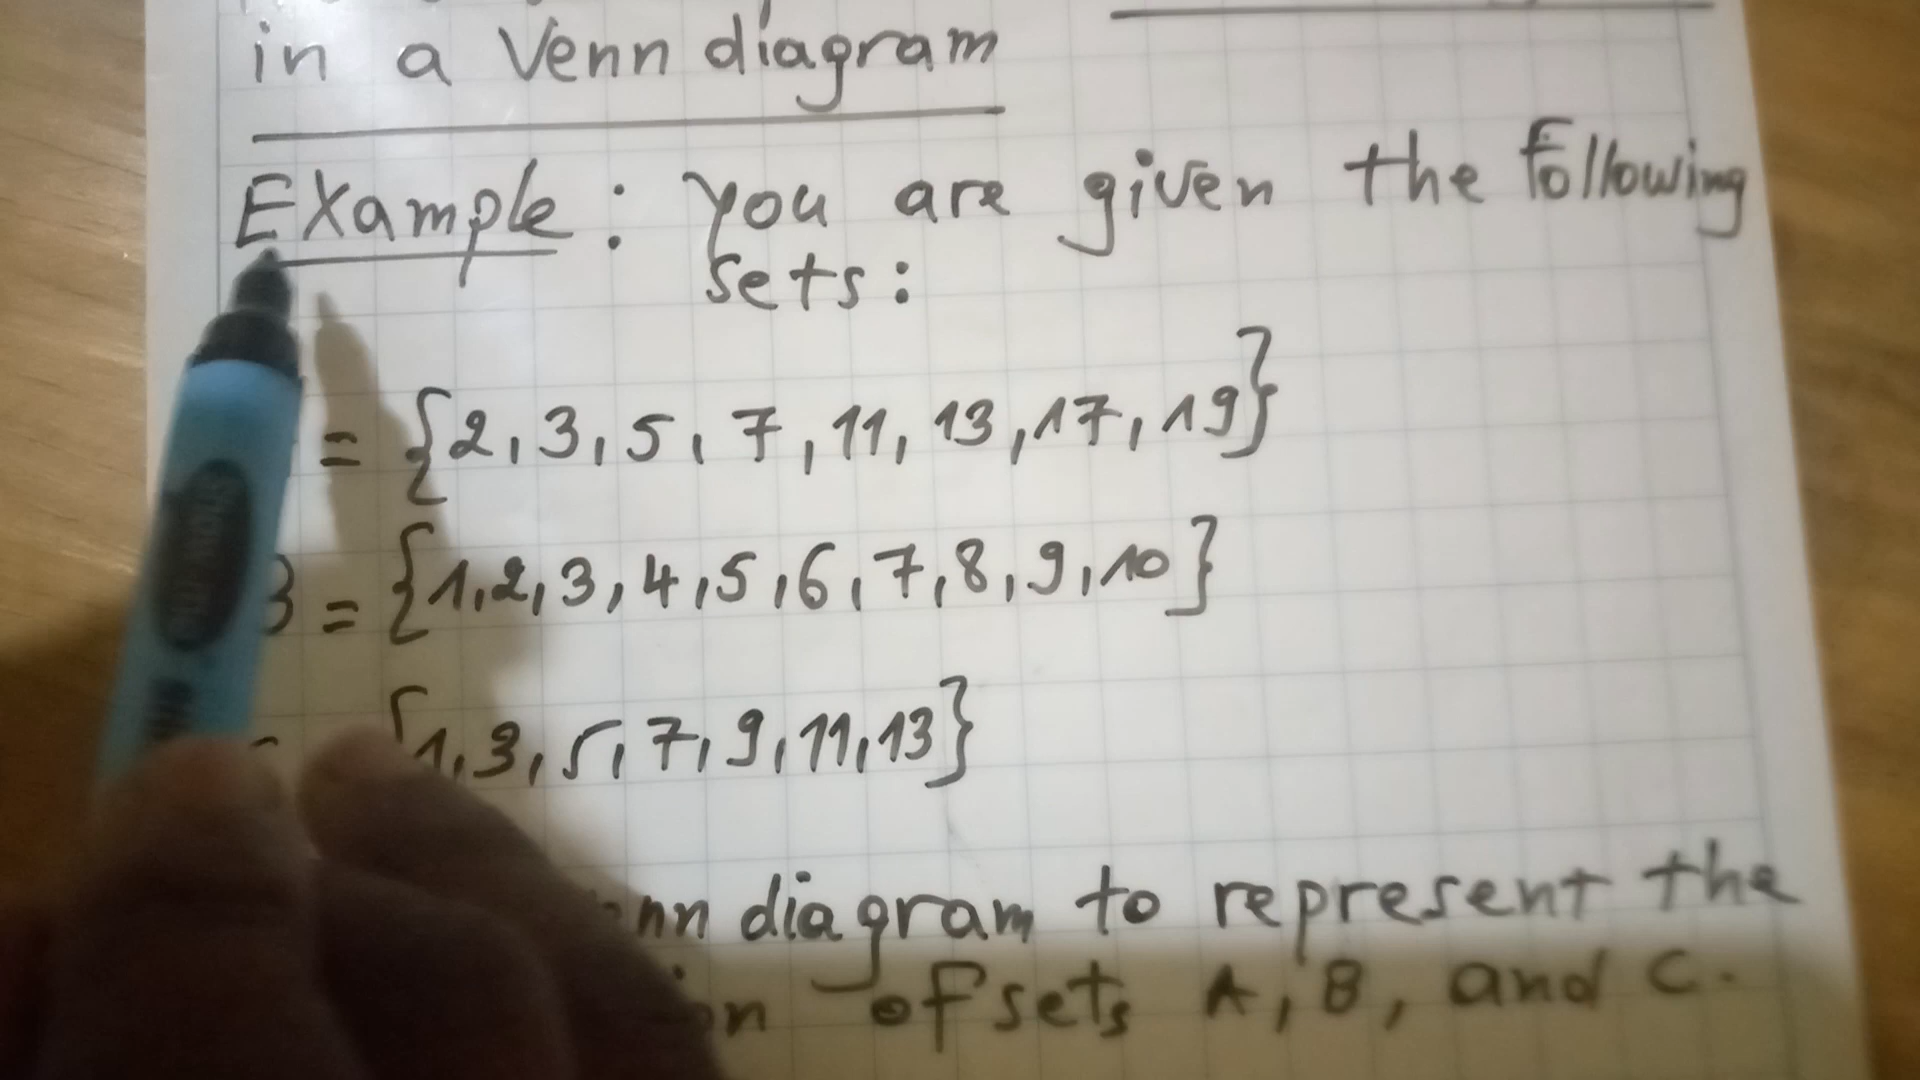 in a Venn diagram
Example: you are given the following
sets:
= {2, 3, 5, 7, 11, 13, 17, 19}
B = {1, 2, 3, 4, 5, 6, 7, 8, 9, 10}
{1, 3, 5, 7, 9, 11, 13}
diagram to represent the
of sets A, B, and C.